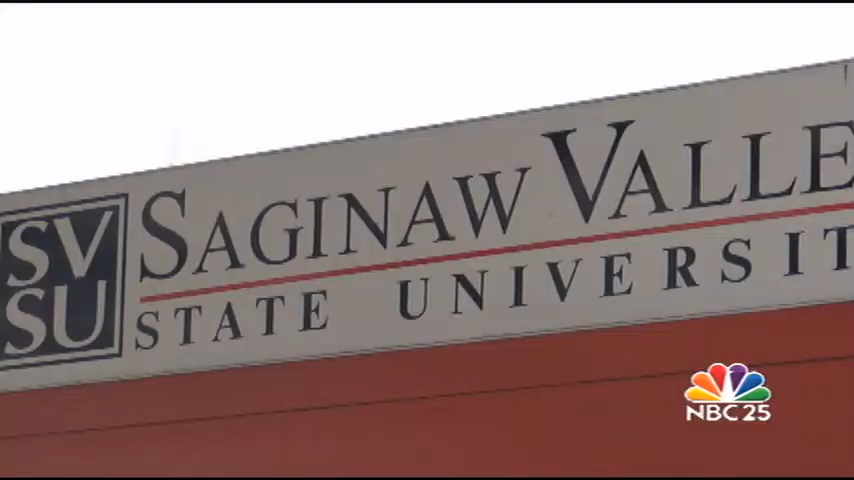 SV
SU
SAGINAW VALLE
STATE UNIVERSIT
NBC 25